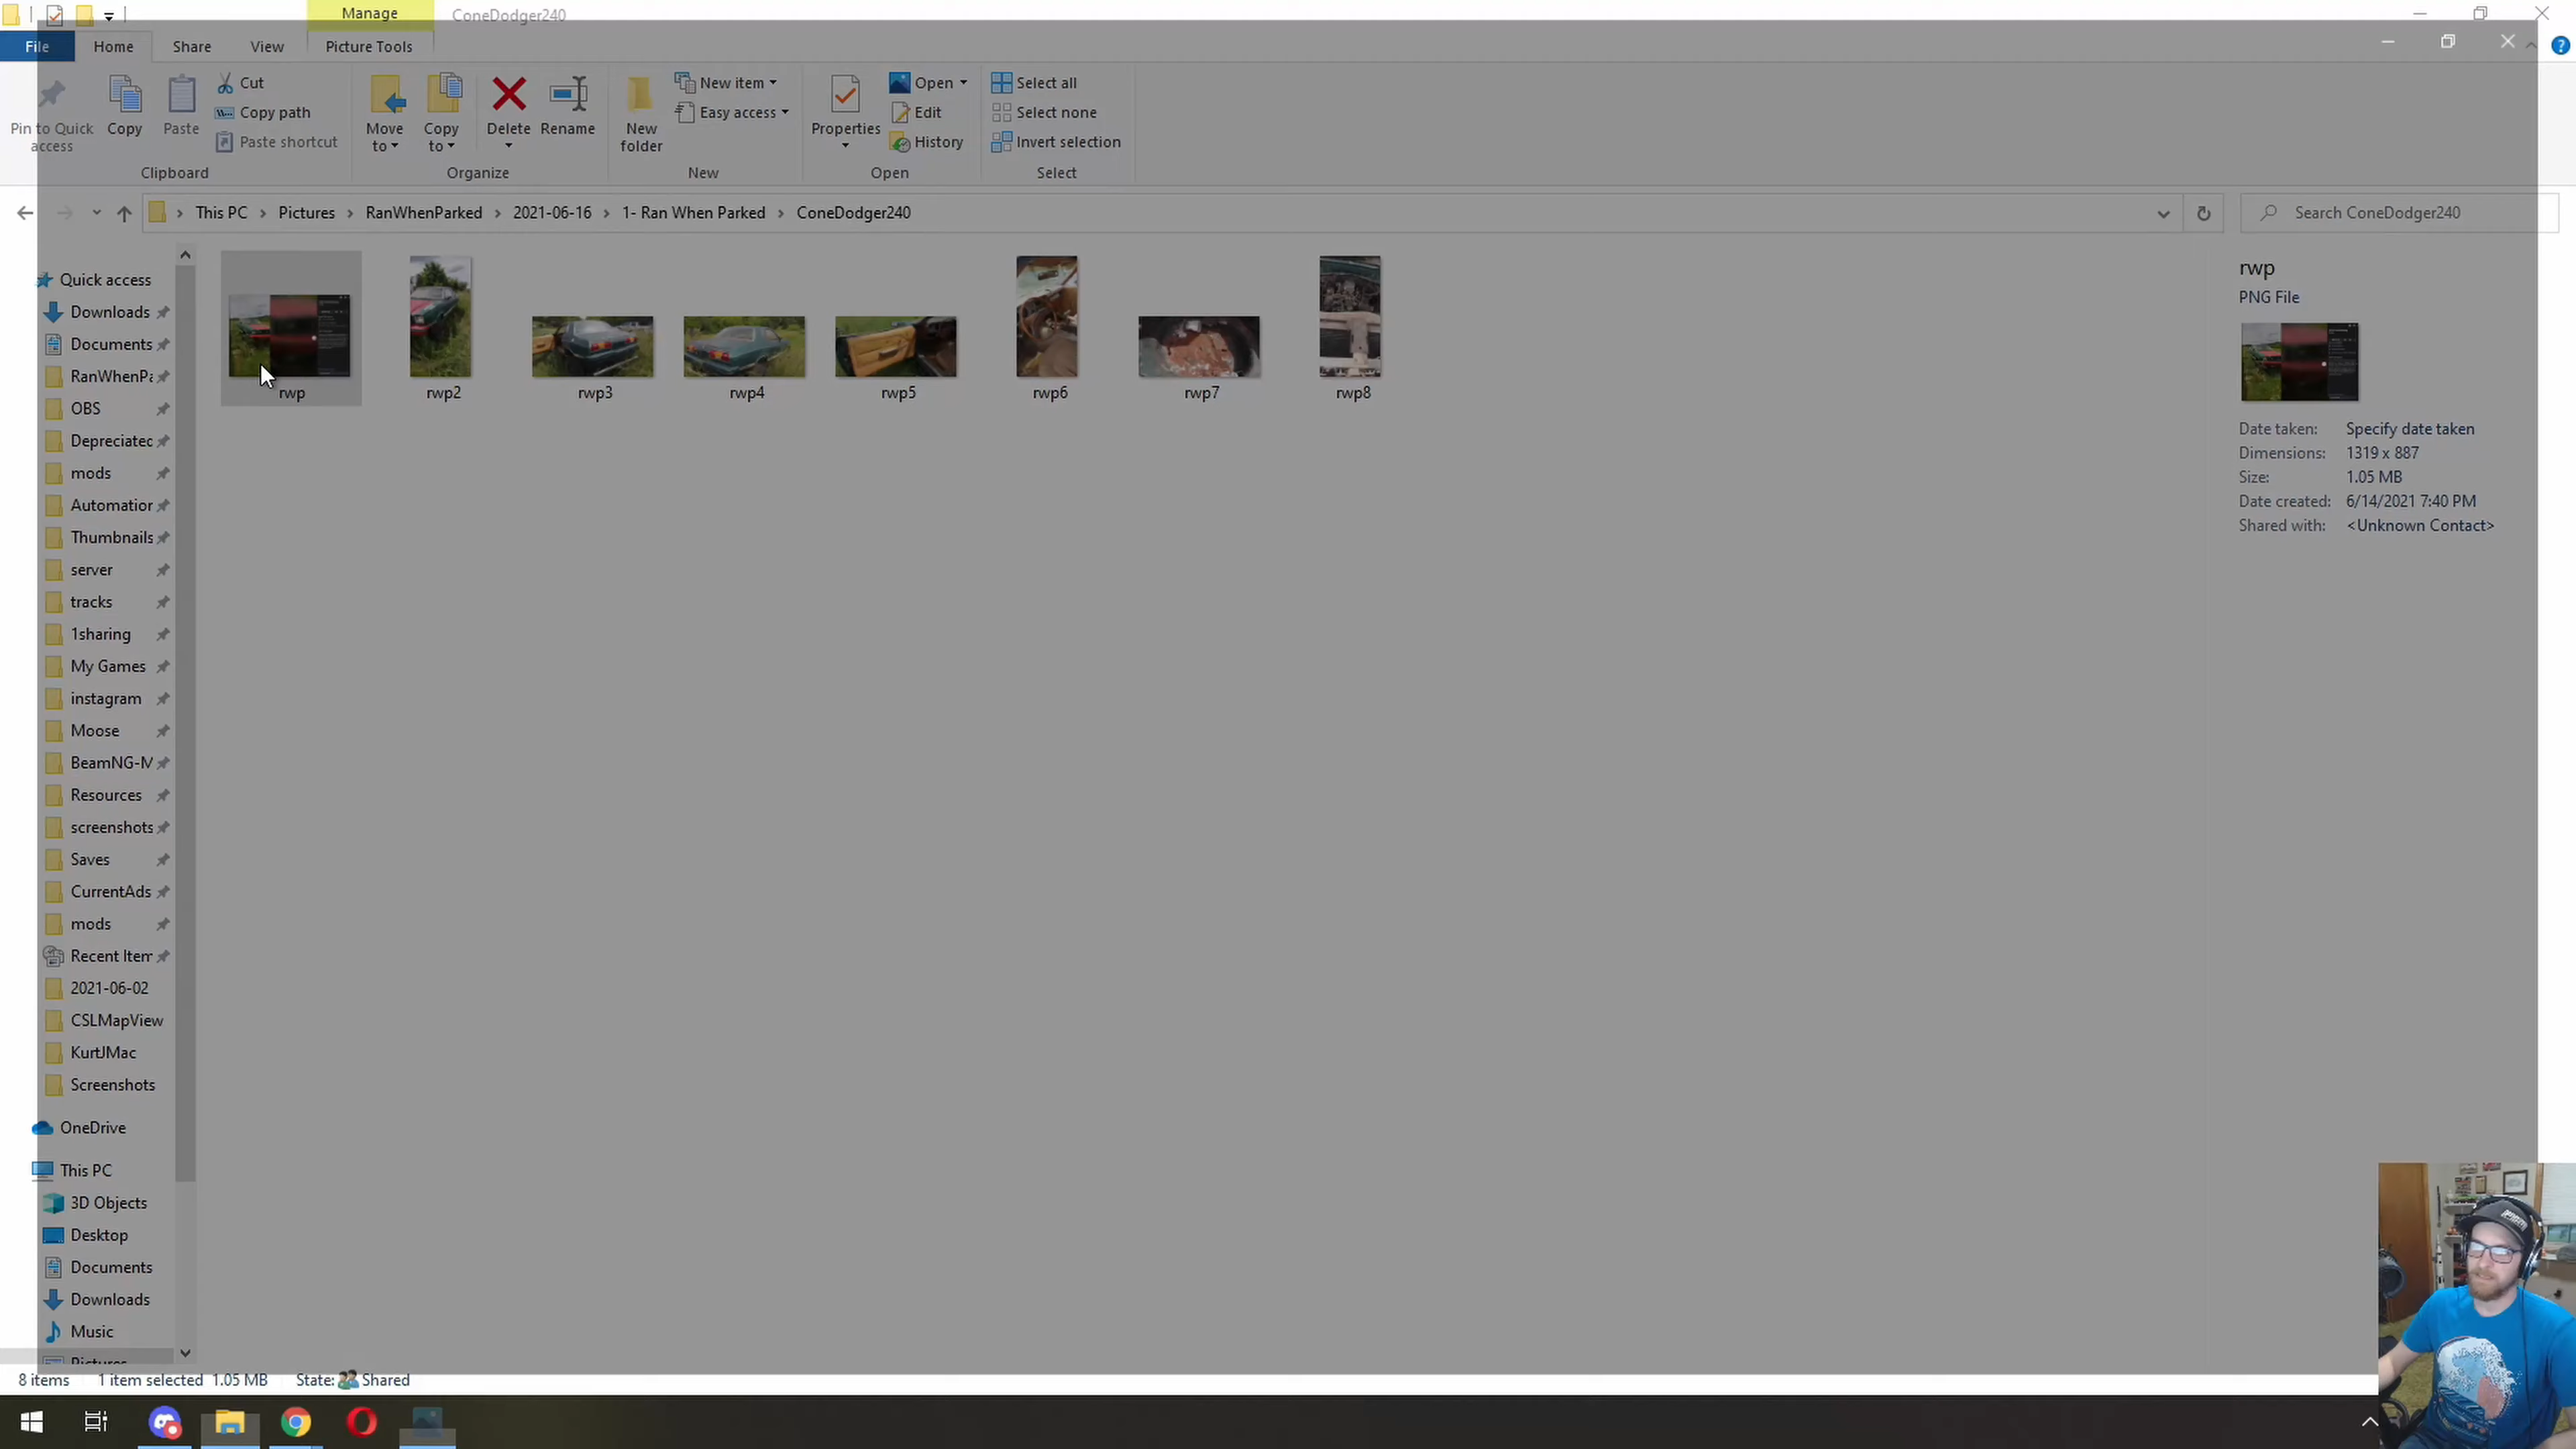 Manage
ConeDodger240
File
Home
Share
View
Picture Tools
Pin to Quick
access
Copy
Paste
Cut
Copy path
Paste shortcut
Clipboard
Move
to
Copy
to
Delete
Rename
Organize
New
folder
New item
Easy access
New
Properties
Open
Edit
History
Open
Select all
Select none
Invert selection
Select
This PC
Pictures
RanWhenParked
2021-06-16
1- Ran When Parked
ConeDodger240
Search ConeDodger240
Quick access
Downloads
Documents
RanWhenPa
OBS
Depreciated
mods
Automation
Thumbnails
server
tracks
1sharing
My Games
instagram
Moose
BeamNG-M
Resources
screenshots
Saves
CurrentAds
mods
Recent Item
2021-06-02
CSLMapView
KurtJMac
Screenshots
OneDrive
This PC
3D Objects
Desktop
Documents
Downloads
Music
Pictures
rwp
rwp2
rwp3
rwp4
rwp5
rwp6
rwp7
rwp8
rwp
PNG File
Date taken: Specify date taken
Dimensions: 1319 x 887
Size: 1.05 MB
Date created: 6/14/2021 7:40 PM
Shared with: <Unknown Contact>
8 items
1 item selected 1.05 MB
State: Shared